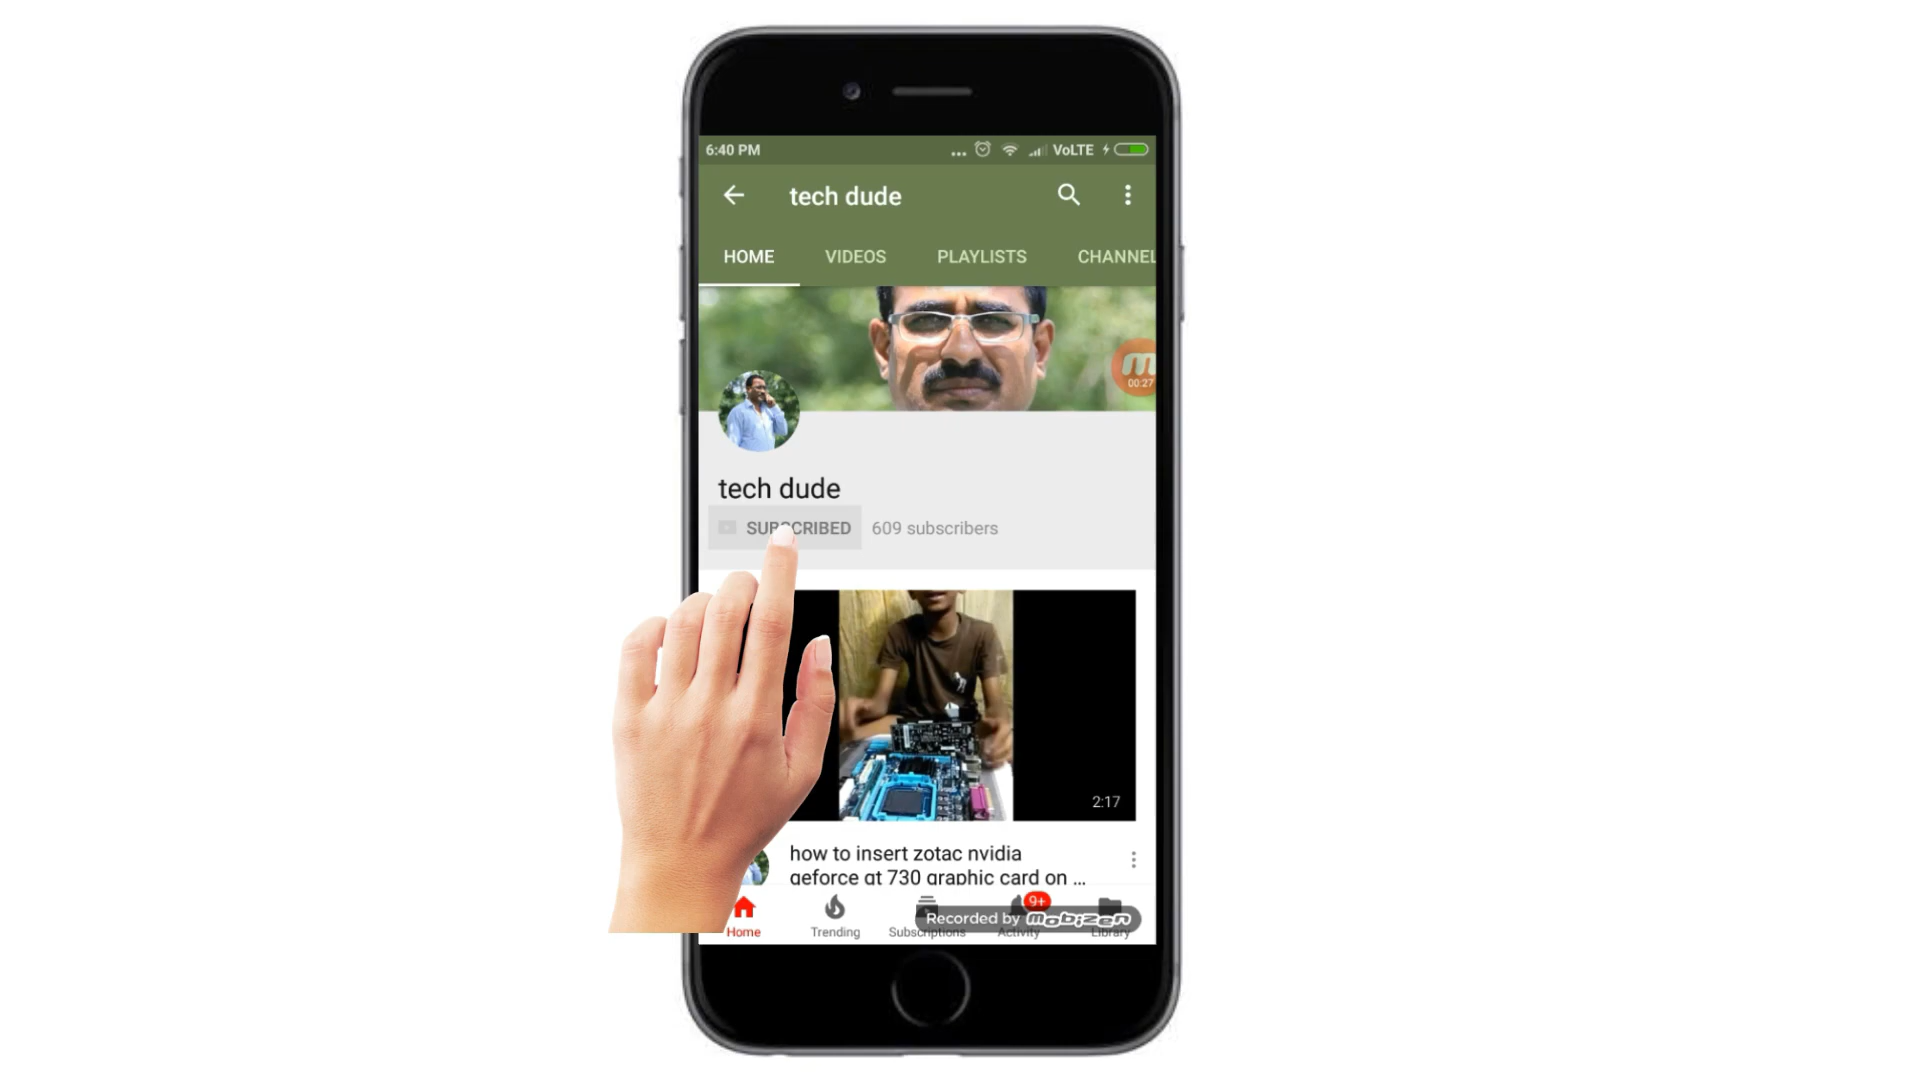 6:40 PM
VoLTE
tech dude
HOME VIDEOS PLAYLISTS CHANNEL
00:27
tech dude
SUBSCRIBED 609 subscribers
2:17
how to insert zotac nvidia
geforce gt 730 graphic card on ...
9+
Recorded by mobizen
Home Trending Subscriptions Activity Library